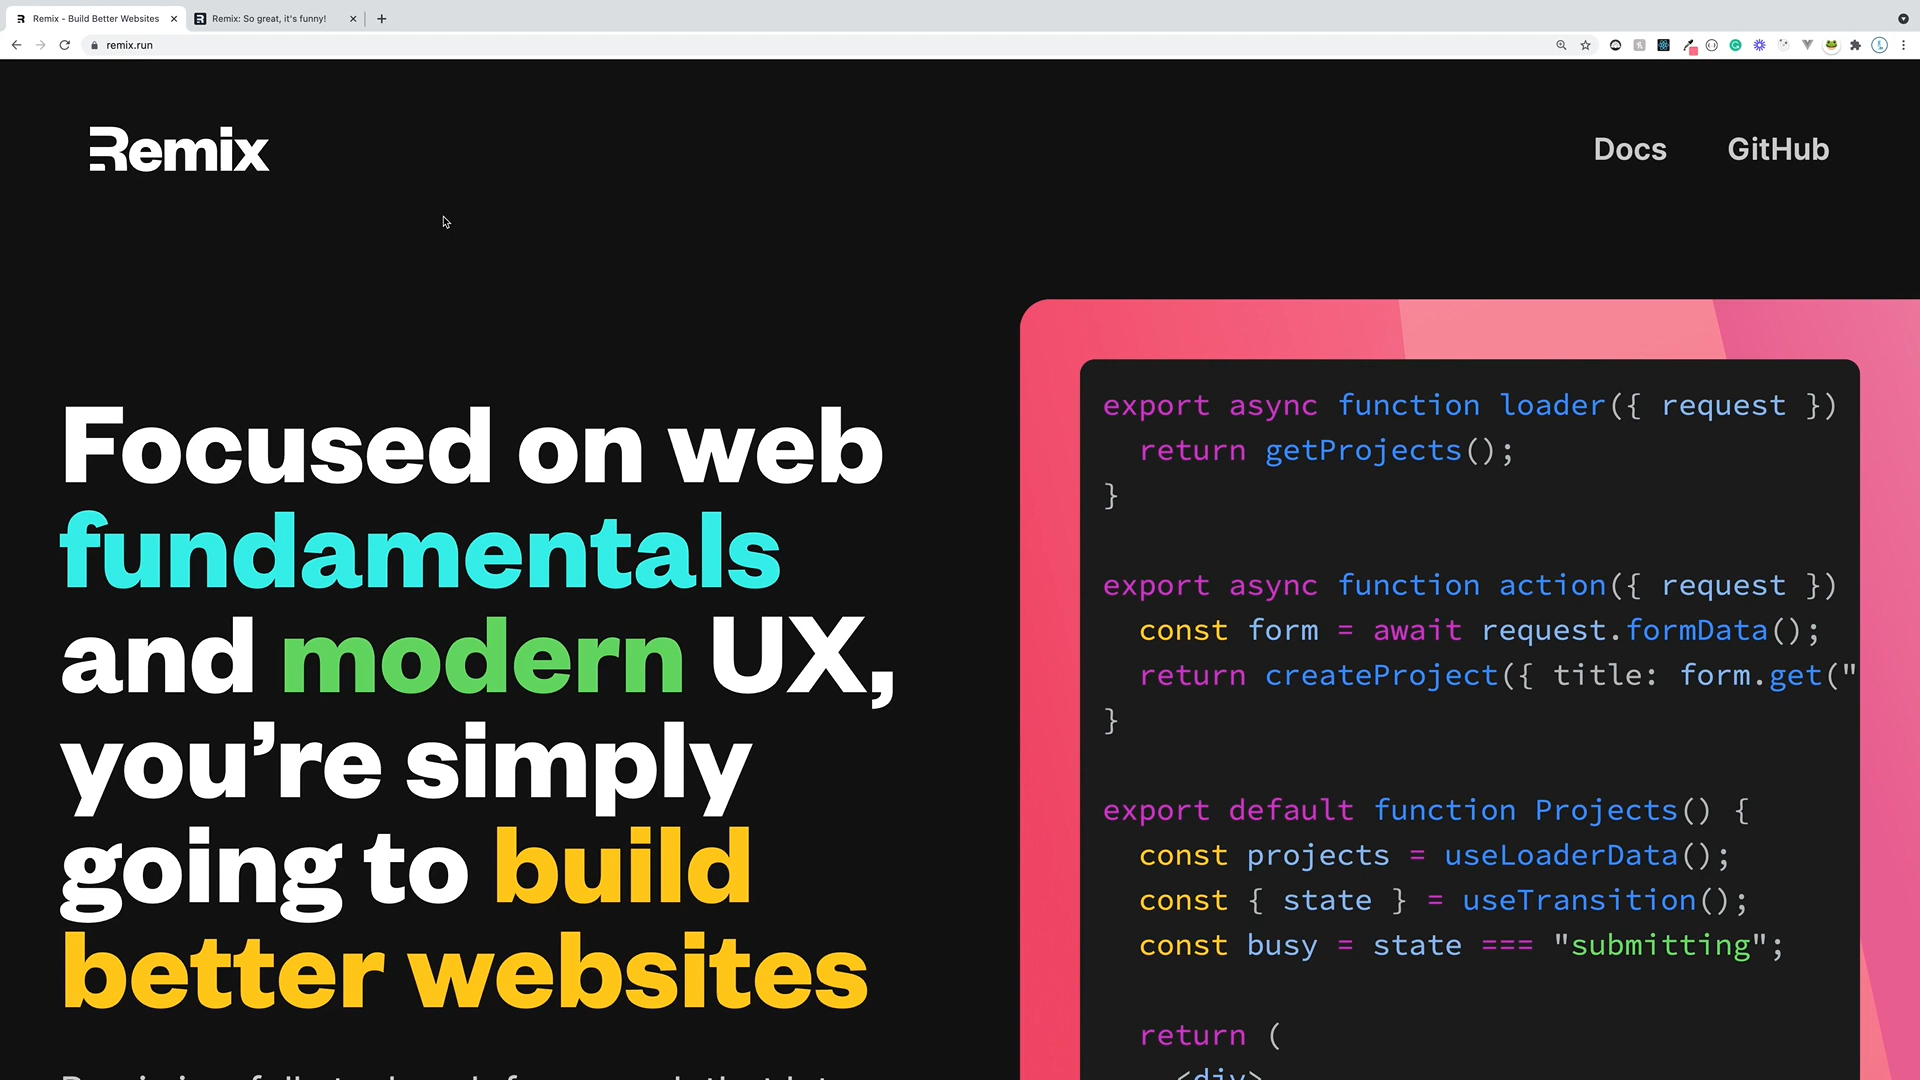 Remix - Build Better Websites
Remix: So great, it's funny!
remix.run
Remix
Docs
GitHub
Focused on web
fundamentals
and modern UX,
you’re simply
going to build
better websites
export async function loader({ request })
return getProjects();
}
export async function action({ request })
const form = await request.formData();
return createProject({ title: form.get("
}
export default function Projects() {
const projects = useLoaderData();
const { state } = useTransition();
const busy = state === "submitting";
return (
<div>